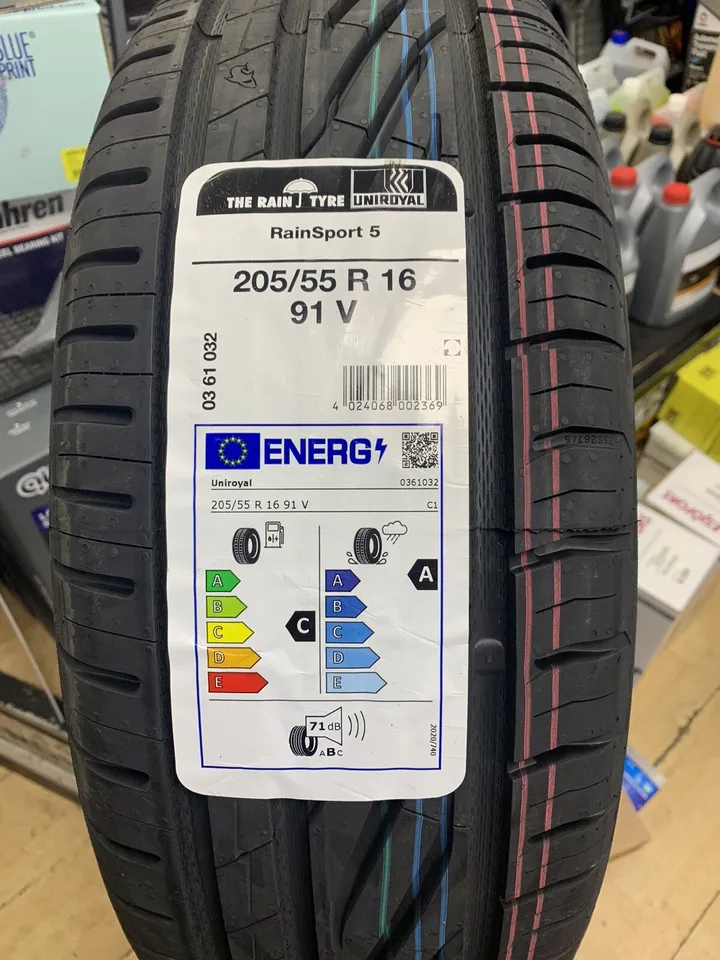 BLUE®
PRINT
THE RAIN TYRE
UNIROYAL
RainSport 5
205/55 R 16
91 V
03 61 032
4 024068 002369
ENERG
Uniroyal 0361032
205/55 R 16 91 V C1
A A A
B B
C C C
D D
E E
71 dB
ABC
2020/740